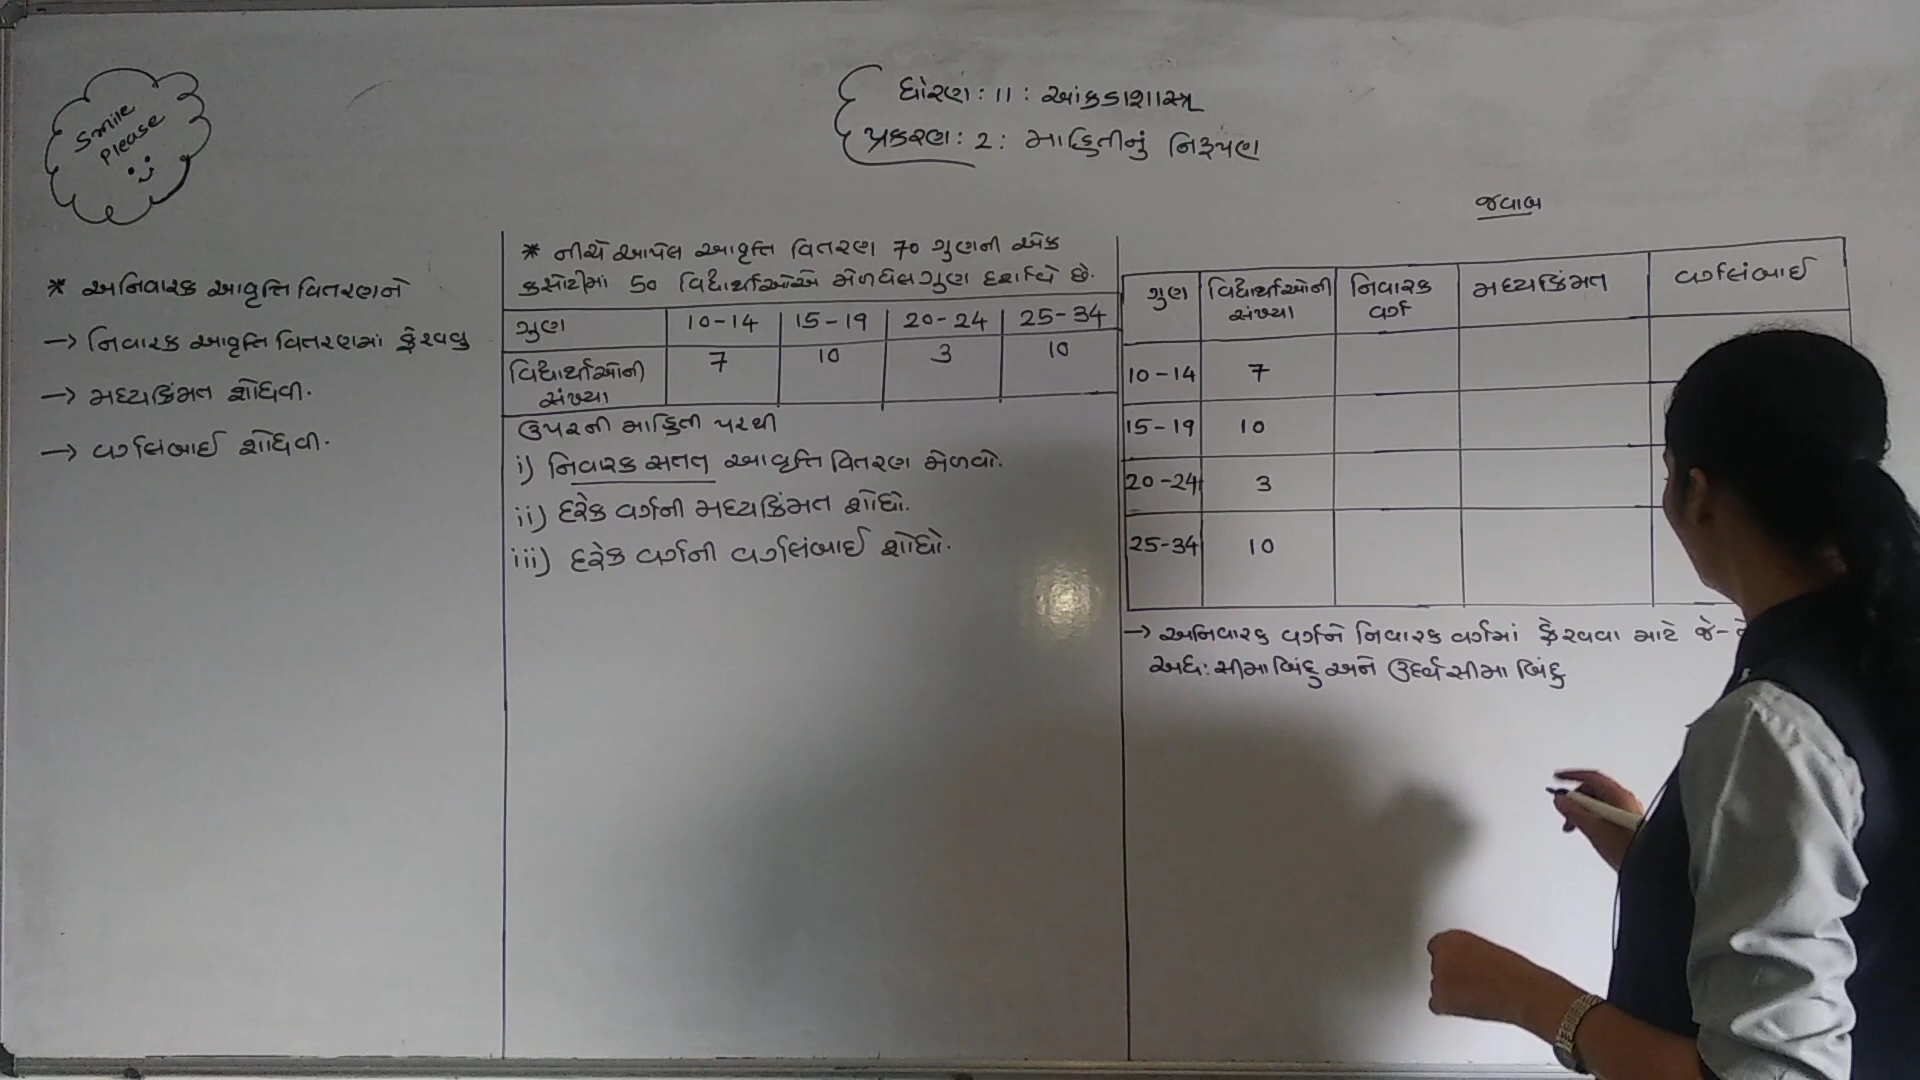 Smile
Please
ધોરણ : 11 : આંકડાશાસ્ત્ર
પ્રકરણ : 2 : માહિતીનું નિરૂપણ
* અનિવારક આવૃત્તિ વિતરણને
→ નિવારક આવૃત્તિ વિતરણમાં ફેરવવુ
→ મધ્યકિંમત શોધવી.
→ વર્ગલંબાઈ શોધવી.
* નીચે આપેલ આવૃત્તિ વિતરણ 70 ગુણની એક
કસોટીમાં 50 વિદ્યાર્થીઓએ મેળવેલ ગુણ દર્શાવે છે.
ગુણ 10-14 15-19 20-24 25-34
વિદ્યાર્થીઓની સંખ્યા 7 10 3 10
ઉપરની માહિતી પરથી
i) નિવારક સતત આવૃત્તિ વિતરણ મેળવો.
ii) દરેક વર્ગની મધ્યકિંમત શોધો.
iii) દરેક વર્ગની વર્ગલંબાઈ શોધો.
જવાબ
ગુણ વિદ્યાર્થીઓની સંખ્યા નિવારક વર્ગ મધ્યકિંમત વર્ગલંબાઈ
10-14 7
15-19 10
20-24 3
25-34 10
→ અનિવારક વર્ગને નિવારક વર્ગમાં ફેરવવા માટે જે-
અધ: સીમાબિંદુ અને ઉર્ધ્વ સીમા બિંદુ